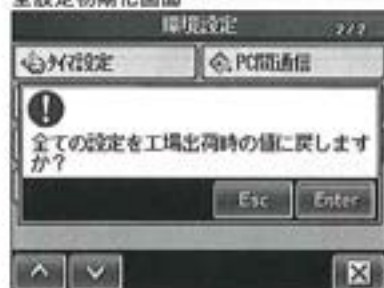 全設定初期化画面
環境設定 2/2
タイマ設定 PC間通信
全ての設定を工場出荷時の値に戻します
か？
Esc Enter